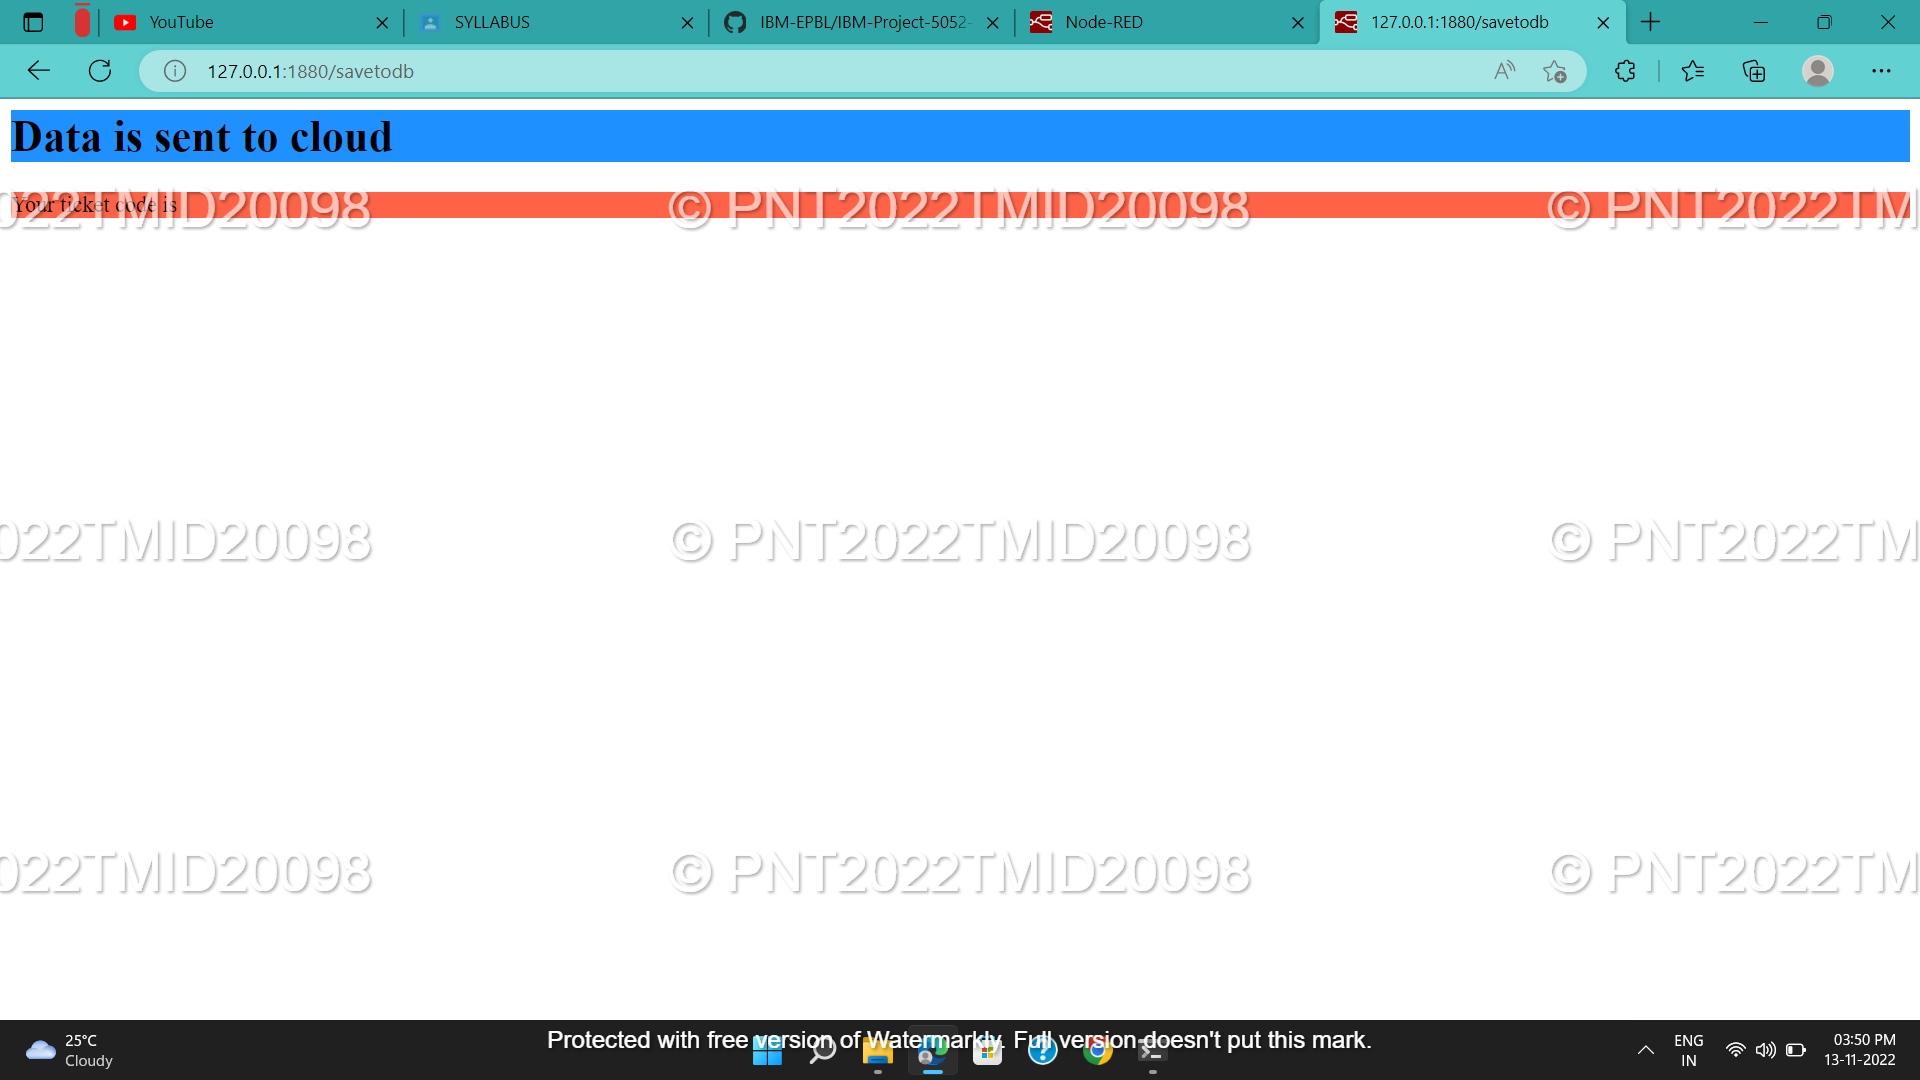 YouTube
SYLLABUS
IBM-EPBL/IBM-Project-5052-
Node-RED
127.0.0.1:1880/savetodb
127.0.0.1:1880/savetodb
Data is sent to cloud
Your ticket code is
022TMID20098 © PNT2022TMID20098 © PNT2022TM
022TMID20098 © PNT2022TMID20098 © PNT2022TM
022TMID20098 © PNT2022TMID20098 © PNT2022TM
Protected with free version of Watermarkly. Full version doesn't put this mark.
25°C
Cloudy
ENG
IN
03:50 PM
13-11-2022